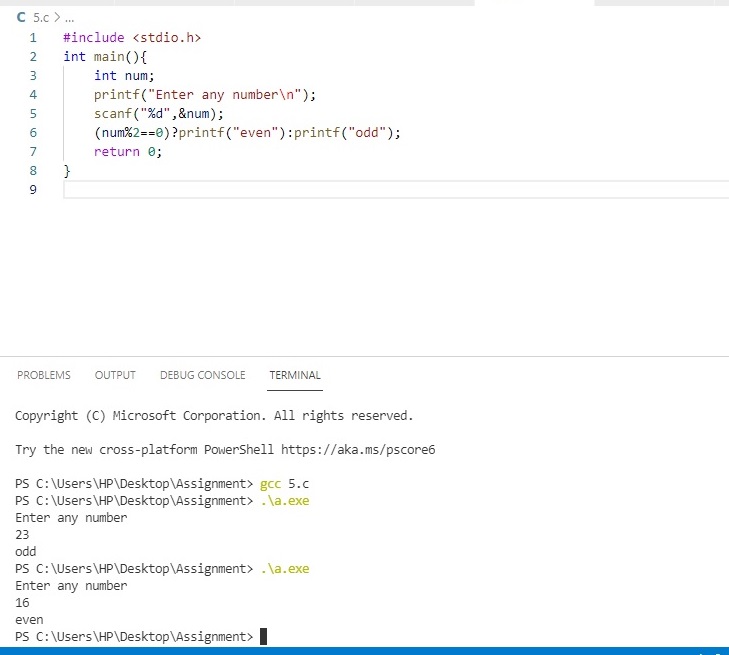 C 5.c > ...
1 #include <stdio.h>
2 int main(){
3     int num;
4     printf("Enter any number\n");
5     scanf("%d",&num);
6     (num%2==0)?printf("even"):printf("odd");
7     return 0;
8 }
9
PROBLEMS OUTPUT DEBUG CONSOLE TERMINAL
Copyright (C) Microsoft Corporation. All rights reserved.
Try the new cross-platform PowerShell https://aka.ms/pscore6
PS C:\Users\HP\Desktop\Assignment> gcc 5.c
PS C:\Users\HP\Desktop\Assignment> .\a.exe
Enter any number
23
odd
PS C:\Users\HP\Desktop\Assignment> .\a.exe
Enter any number
16
even
PS C:\Users\HP\Desktop\Assignment>